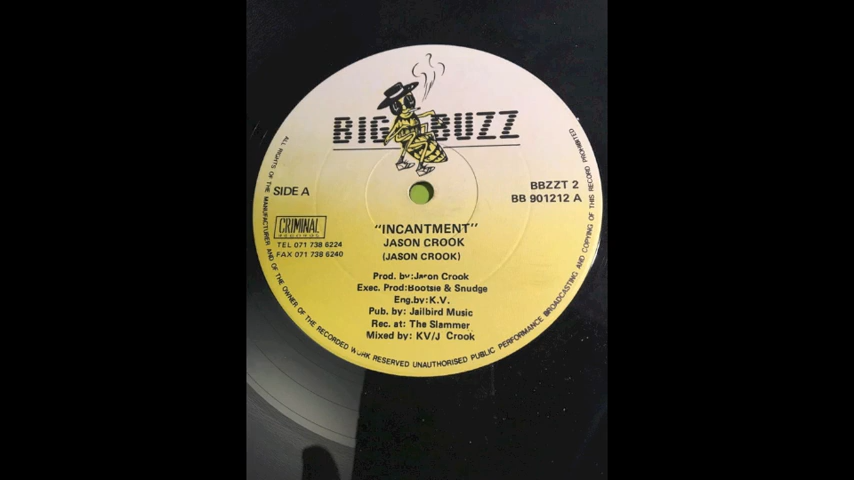 BIG BUZZ
SIDE A
BBZZT 2
BB 901212 A
CRIMINAL
RECORDS
TEL 071 738 6224
FAX 071 738 6240
"INCANTMENT"
JASON CROOK
(JASON CROOK)
Prod. by:Jason Crook
Exec. Prod:Bootsie & Snudge
Eng.by:K.V.
Pub. by: Jailbird Music
Rec. at: The Slammer
Mixed by: KV/J Crook
ALL RIGHTS OF THE MANUFACTURER AND OF THE OWNER OF THE RECORDED WORK RESERVED UNAUTHORISED PUBLIC PERFORMANCE BROADCASTING AND COPYING OF THIS RECORD PROHIBITED